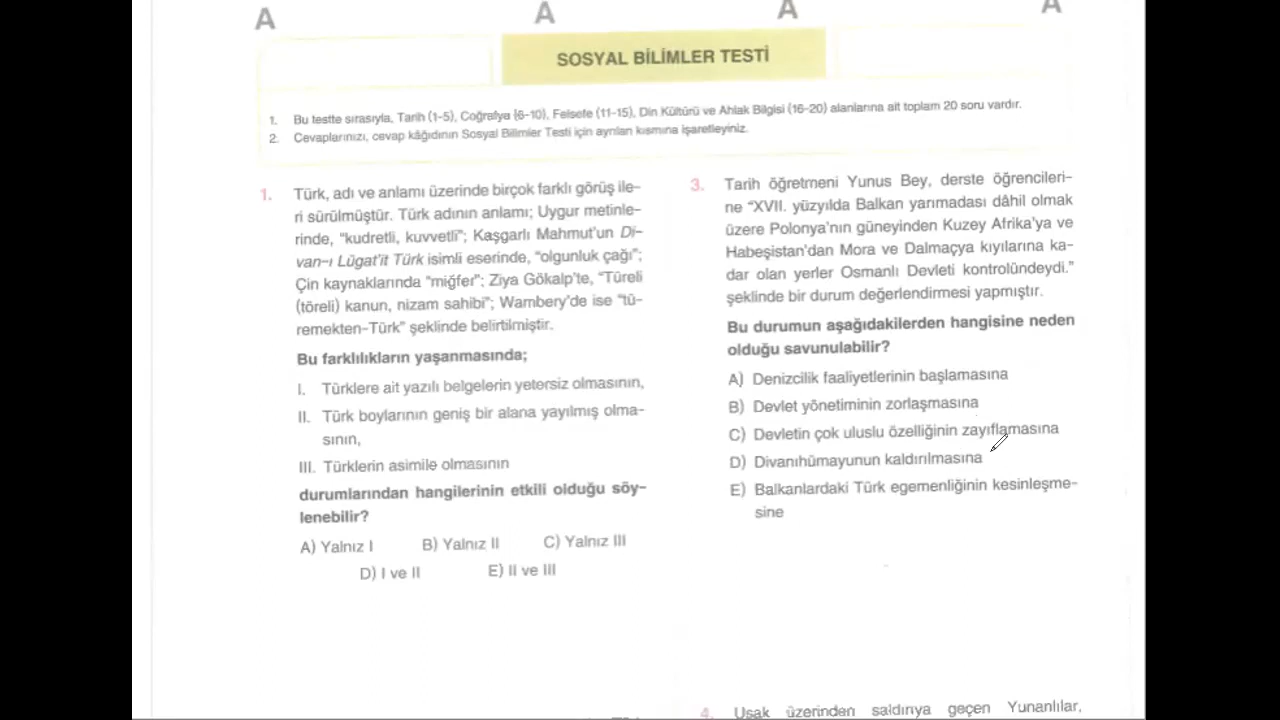 A A A A
SOSYAL BİLİMLER TESTİ
1. Bu testte sırasıyla, Tarih (1-5), Coğrafya (6-10), Felsefe (11-15), Din Kültürü ve Ahlak Bilgisi (16-20) alanlarına ait toplam 20 soru vardır.
2. Cevaplarınızı, cevap kâğıdının Sosyal Bilimler Testi için ayrılan kısmına işaretleyiniz.
1. Türk, adı ve anlamı üzerinde birçok farklı görüş ile-
ri sürülmüştür. Türk adının anlamı; Uygur metinle-
rinde, “kudretli, kuvvetli”; Kaşgarlı Mahmut’un Di-
van-ı Lûgat’it Türk isimli eserinde, “olgunluk çağı”;
Çin kaynaklarında “miğfer”; Ziya Gökalp’te, “Türeli
(töreli) kanun, nizam sahibi”; Wambery’de ise “tü-
remekten-Türk” şeklinde belirtilmiştir.
Bu farklılıkların yaşanmasında;
I. Türklere ait yazılı belgelerin yetersiz olmasının,
II. Türk boylarının geniş bir alana yayılmış olma-
sının,
III. Türklerin asimile olmasının
durumlarından hangilerinin etkili olduğu söy-
lenebilir?
A) Yalnız I B) Yalnız II C) Yalnız III
D) I ve II E) II ve III
3. Tarih öğretmeni Yunus Bey, derste öğrencileri-
ne “XVII. yüzyılda Balkan yarımadası dâhil olmak
üzere Polonya’nın güneyinden Kuzey Afrika’ya ve
Habeşistan’dan Mora ve Dalmaçya kıyılarına ka-
dar olan yerler Osmanlı Devleti kontrolündeydi.”
şeklinde bir durum değerlendirmesi yapmıştır.
Bu durumun aşağıdakilerden hangisine neden
olduğu savunulabilir?
A) Denizcilik faaliyetlerinin başlamasına
B) Devlet yönetiminin zorlaşmasına
C) Devletin çok uluslu özelliğinin zayıflamasına
D) Divanıhümayunun kaldırılmasına
E) Balkanlardaki Türk egemenliğinin kesinleşme-
sine
4. Uşak üzerinden saldırıya geçen Yunanlılar,